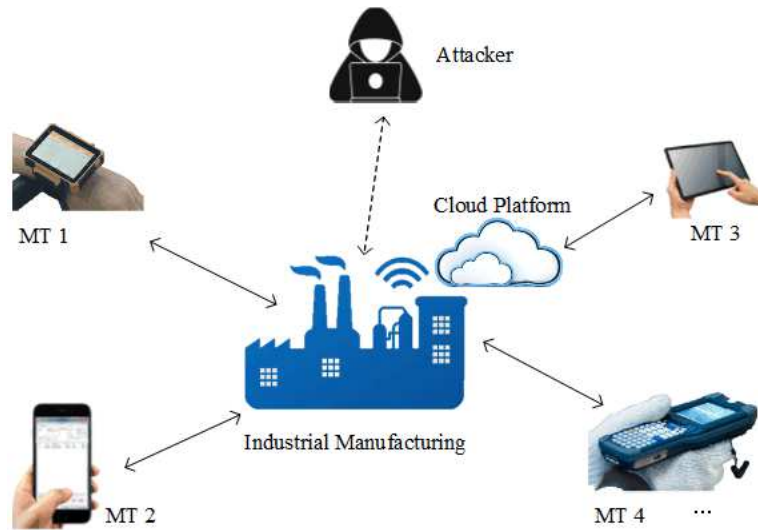 Attacker
Cloud Platform
MT 1
MT 3
Industrial Manufacturing
MT 2
MT 4 ...